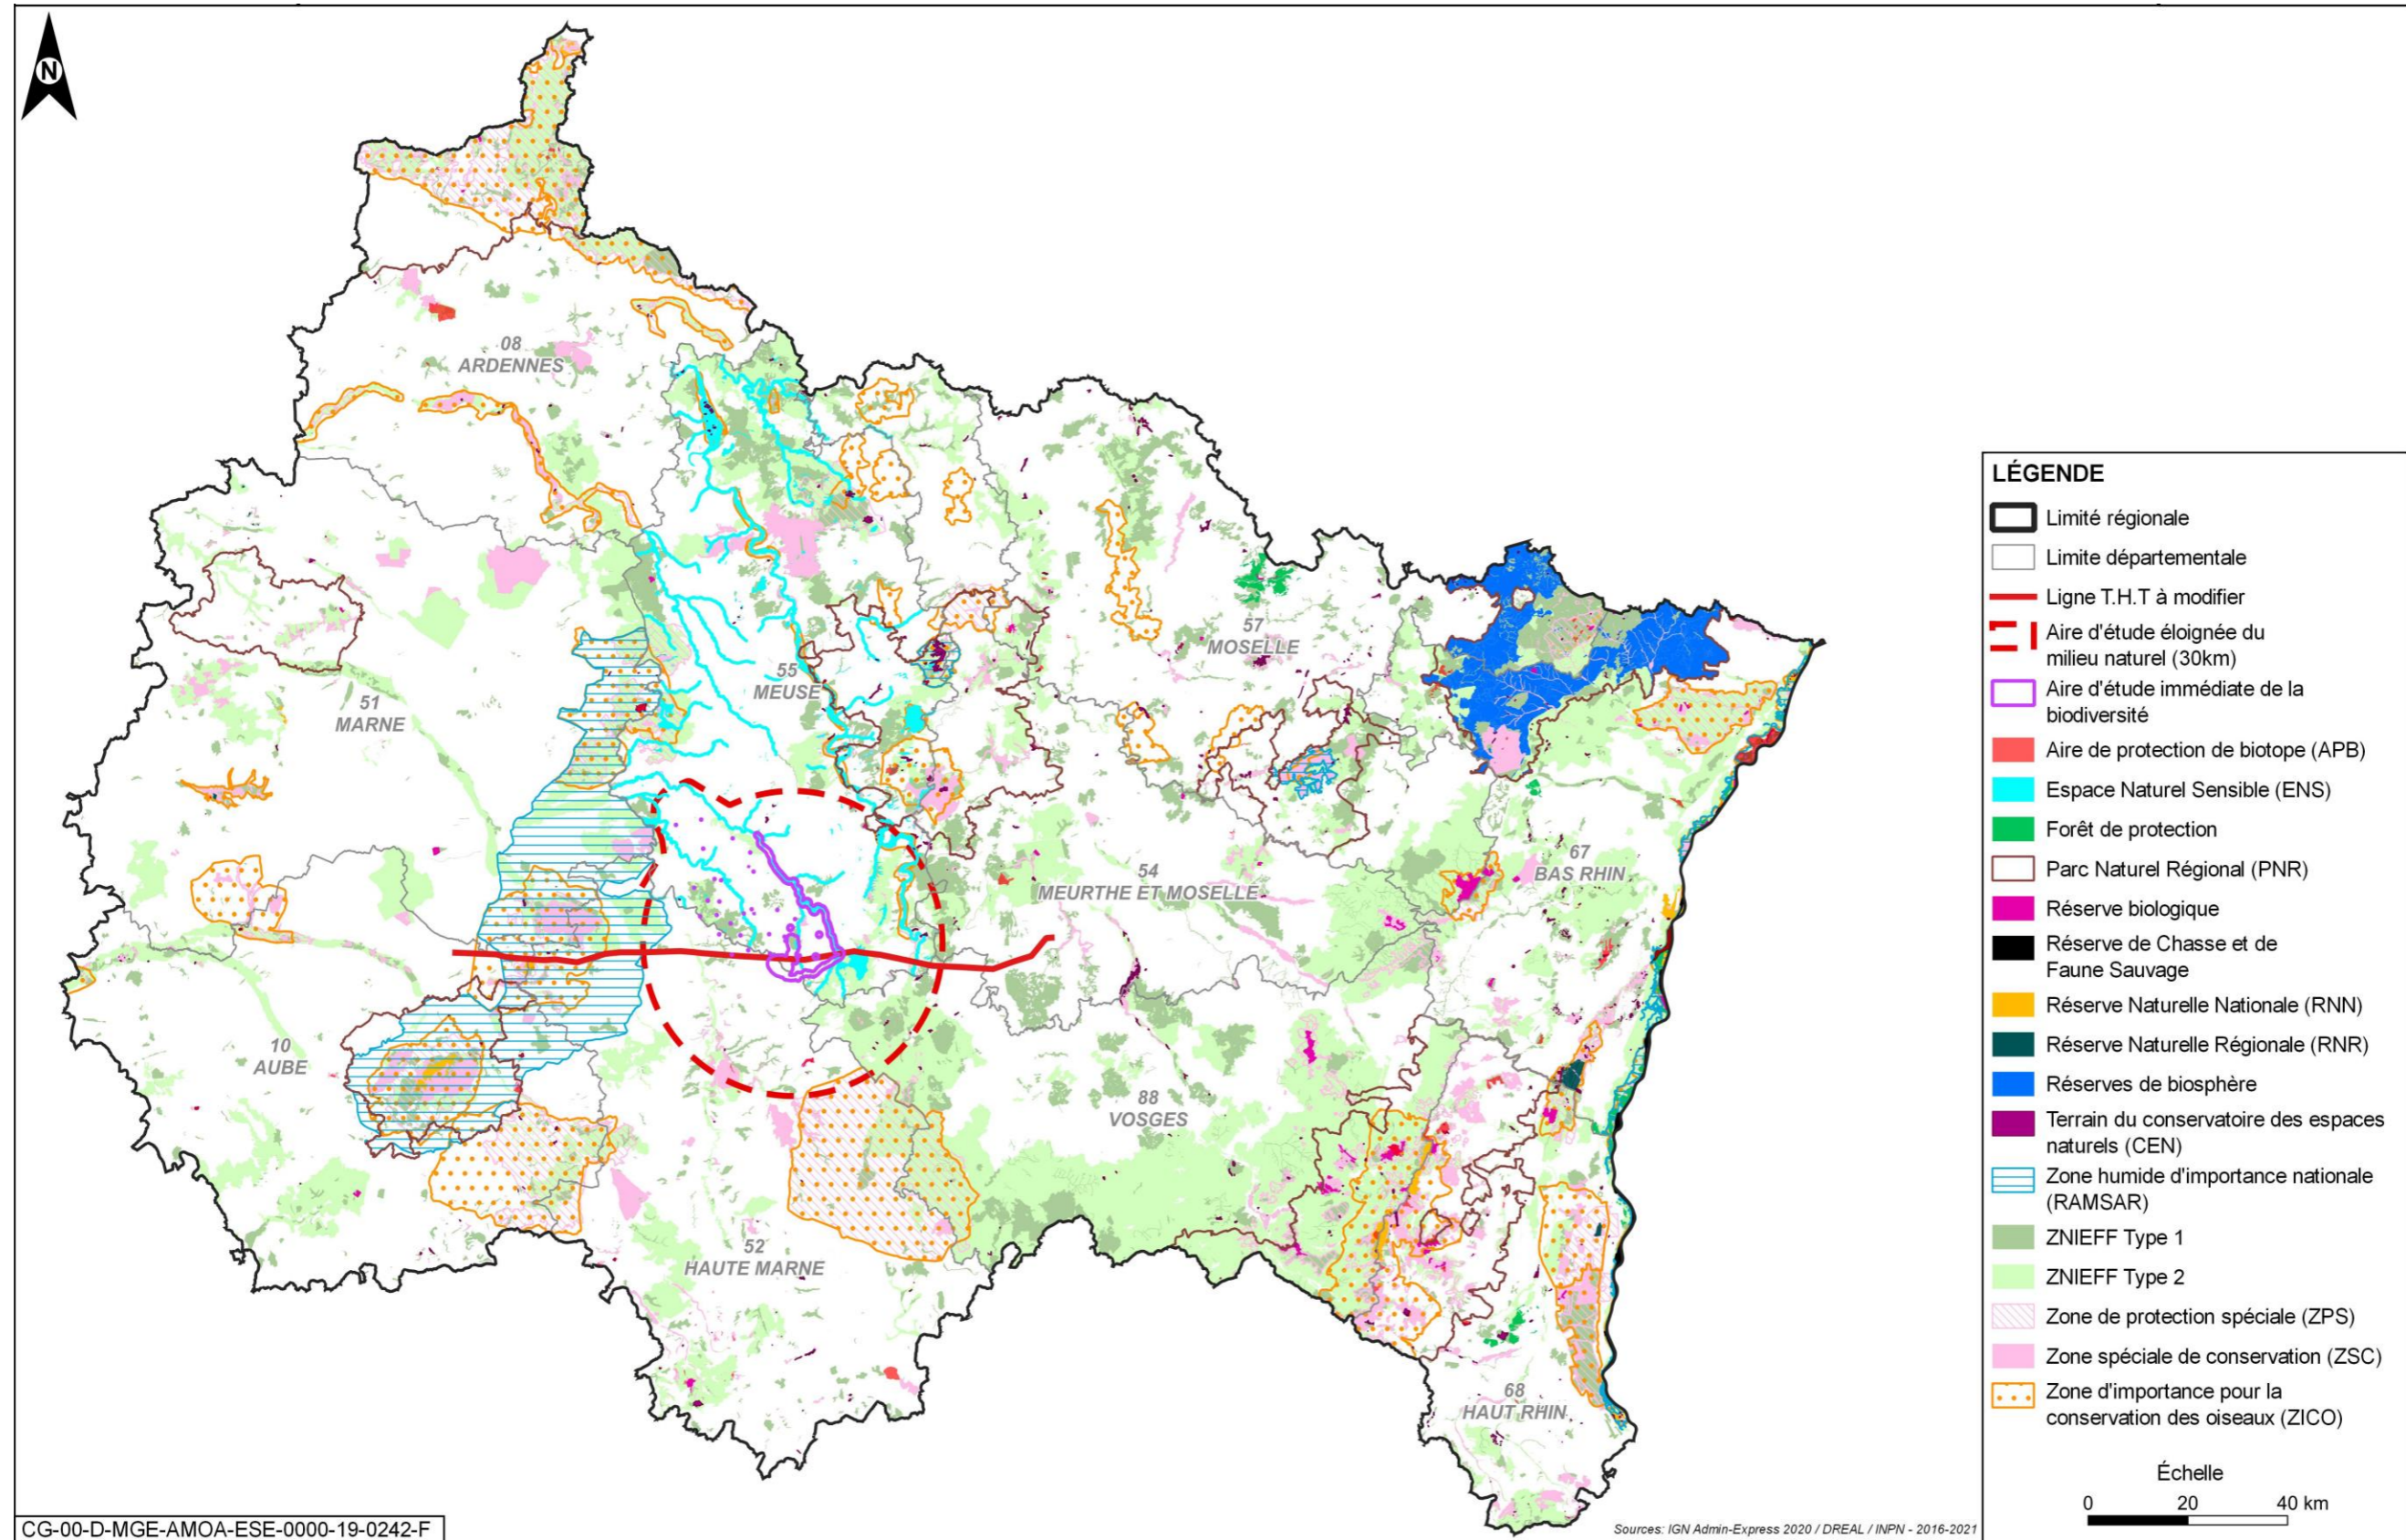 N
08
ARDENNES
55
MEUSE
57
MOSELLE
51
MARNE
54
MEURTHE ET MOSELLE
67
BAS RHIN
10
AUBE
88
VOSGES
52
HAUTE MARNE
68
HAUT RHIN
LÉGENDE
Limité régionale
Limite départementale
Ligne T.H.T à modifier
Aire d'étude éloignée du
milieu naturel (30km)
Aire d'étude immédiate de la
biodiversité
Aire de protection de biotope (APB)
Espace Naturel Sensible (ENS)
Forêt de protection
Parc Naturel Régional (PNR)
Réserve biologique
Réserve de Chasse et de
Faune Sauvage
Réserve Naturelle Nationale (RNN)
Réserve Naturelle Régionale (RNR)
Réserves de biosphère
Terrain du conservatoire des espaces
naturels (CEN)
Zone humide d'importance nationale
(RAMSAR)
ZNIEFF Type 1
ZNIEFF Type 2
Zone de protection spéciale (ZPS)
Zone spéciale de conservation (ZSC)
Zone d'importance pour la
conservation des oiseaux (ZICO)
Échelle
0 20 40 km
CG-00-D-MGE-AMOA-ESE-0000-19-0242-F
Sources: IGN Admin-Express 2020 / DREAL / INPN - 2016-2021